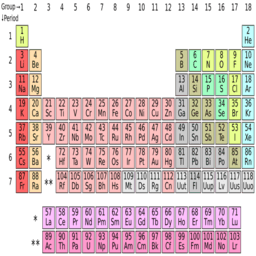 Group→1 2 3 4 5 6 7 8 9 10 11 12 13 14 15 16 17 18
↓Period
1 1 H 2 He
2 3 Li 4 Be 5 B 6 C 7 N 8 O 9 F 10 Ne
3 11 Na 12 Mg 13 Al 14 Si 15 P 16 S 17 Cl 18 Ar
4 19 K 20 Ca 21 Sc 22 Ti 23 V 24 Cr 25 Mn 26 Fe 27 Co 28 Ni 29 Cu 30 Zn 31 Ga 32 Ge 33 As 34 Se 35 Br 36 Kr
5 37 Rb 38 Sr 39 Y 40 Zr 41 Nb 42 Mo 43 Tc 44 Ru 45 Rh 46 Pd 47 Ag 48 Cd 49 In 50 Sn 51 Sb 52 Te 53 I 54 Xe
6 55 Cs 56 Ba * 72 Hf 73 Ta 74 W 75 Re 76 Os 77 Ir 78 Pt 79 Au 80 Hg 81 Tl 82 Pb 83 Bi 84 Po 85 At 86 Rn
7 87 Fr 88 Ra ** 104 Rf 105 Db 106 Sg 107 Bh 108 Hs 109 Mt 110 Ds 111 Rg 112 Cn 113 Uut 114 Fl 115 Uup 116 Lv 117 Uus 118 Uuo
* 57 La 58 Ce 59 Pr 60 Nd 61 Pm 62 Sm 63 Eu 64 Gd 65 Tb 66 Dy 67 Ho 68 Er 69 Tm 70 Yb 71 Lu
** 89 Ac 90 Th 91 Pa 92 U 93 Np 94 Pu 95 Am 96 Cm 97 Bk 98 Cf 99 Es 100 Fm 101 Md 102 No 103 Lr